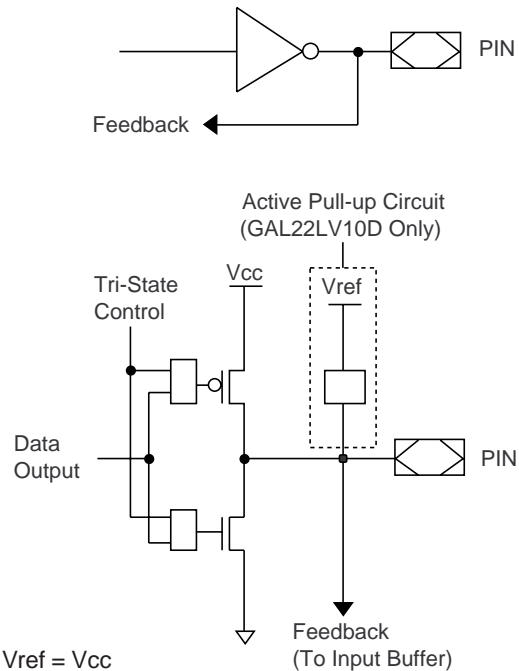 PIN
Feedback
Active Pull-up Circuit
(GAL22LV10D Only)
Vcc
Vref
Tri-State
Control
Data
Output
PIN
Feedback
(To Input Buffer)
Vref = Vcc